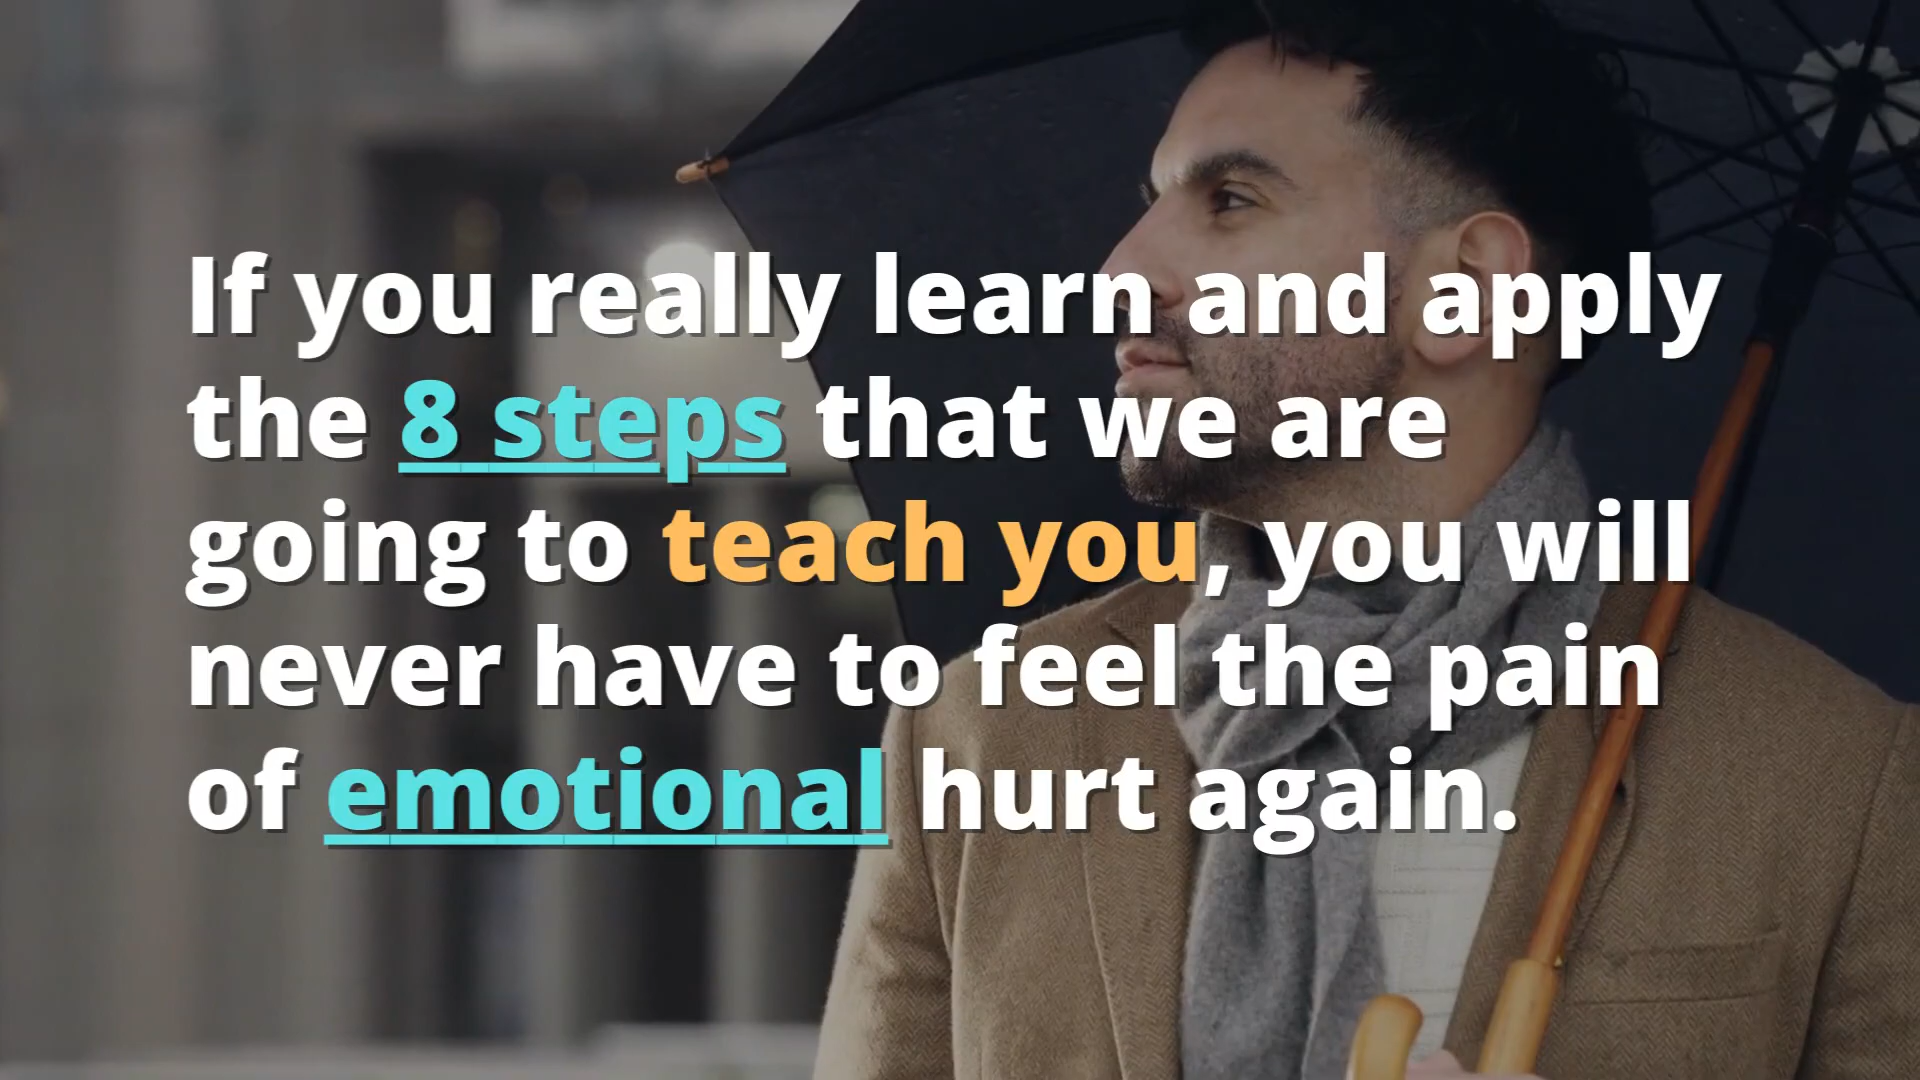 If you really learn and apply
the 8 steps that we are
going to teach you, you will
never have to feel the pain
of emotional hurt again.